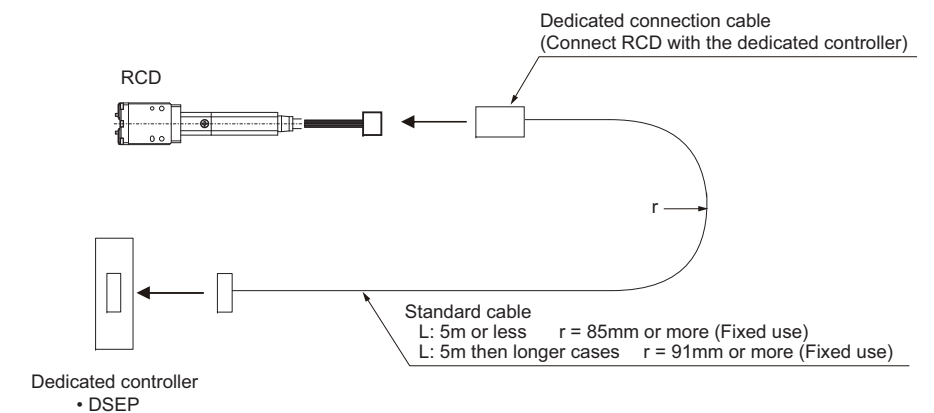 Dedicated connection cable
(Connect RCD with the dedicated controller)
RCD
r
Standard cable
L: 5m or less r = 85mm or more (Fixed use)
L: 5m then longer cases r = 91mm or more (Fixed use)
Dedicated controller
• DSEP